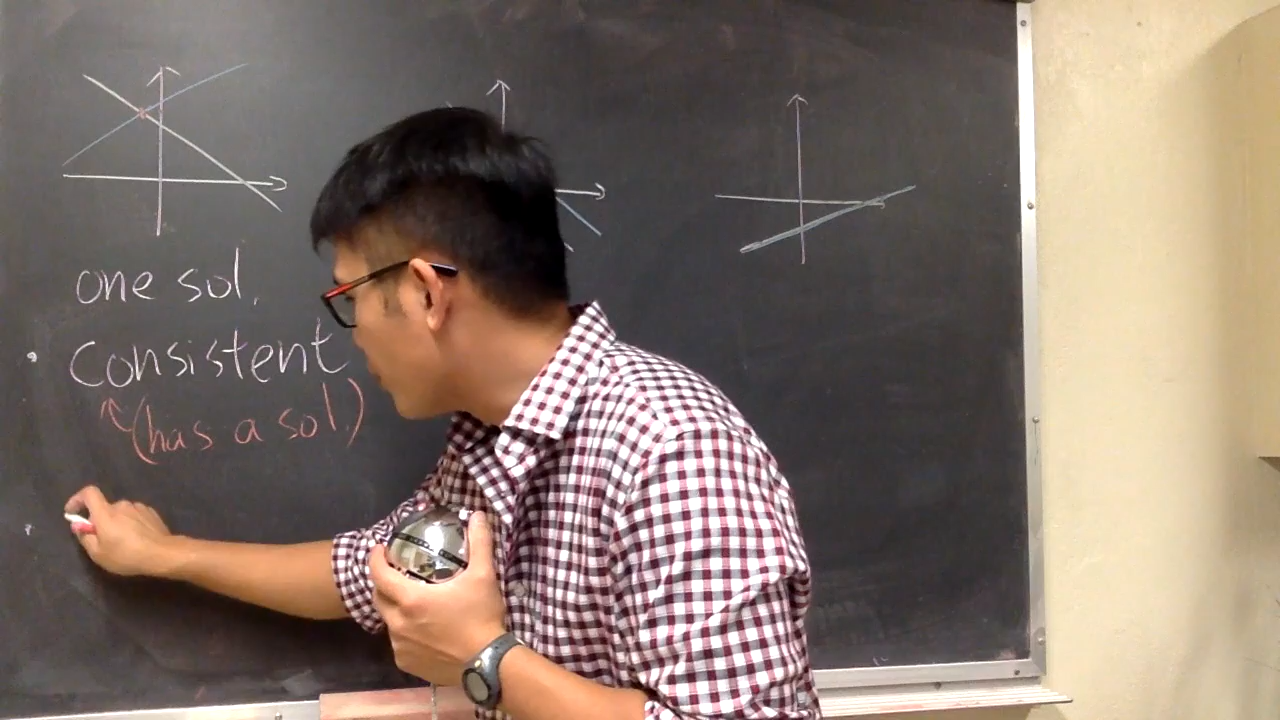 one sol.
• Consistent
(has a sol.)